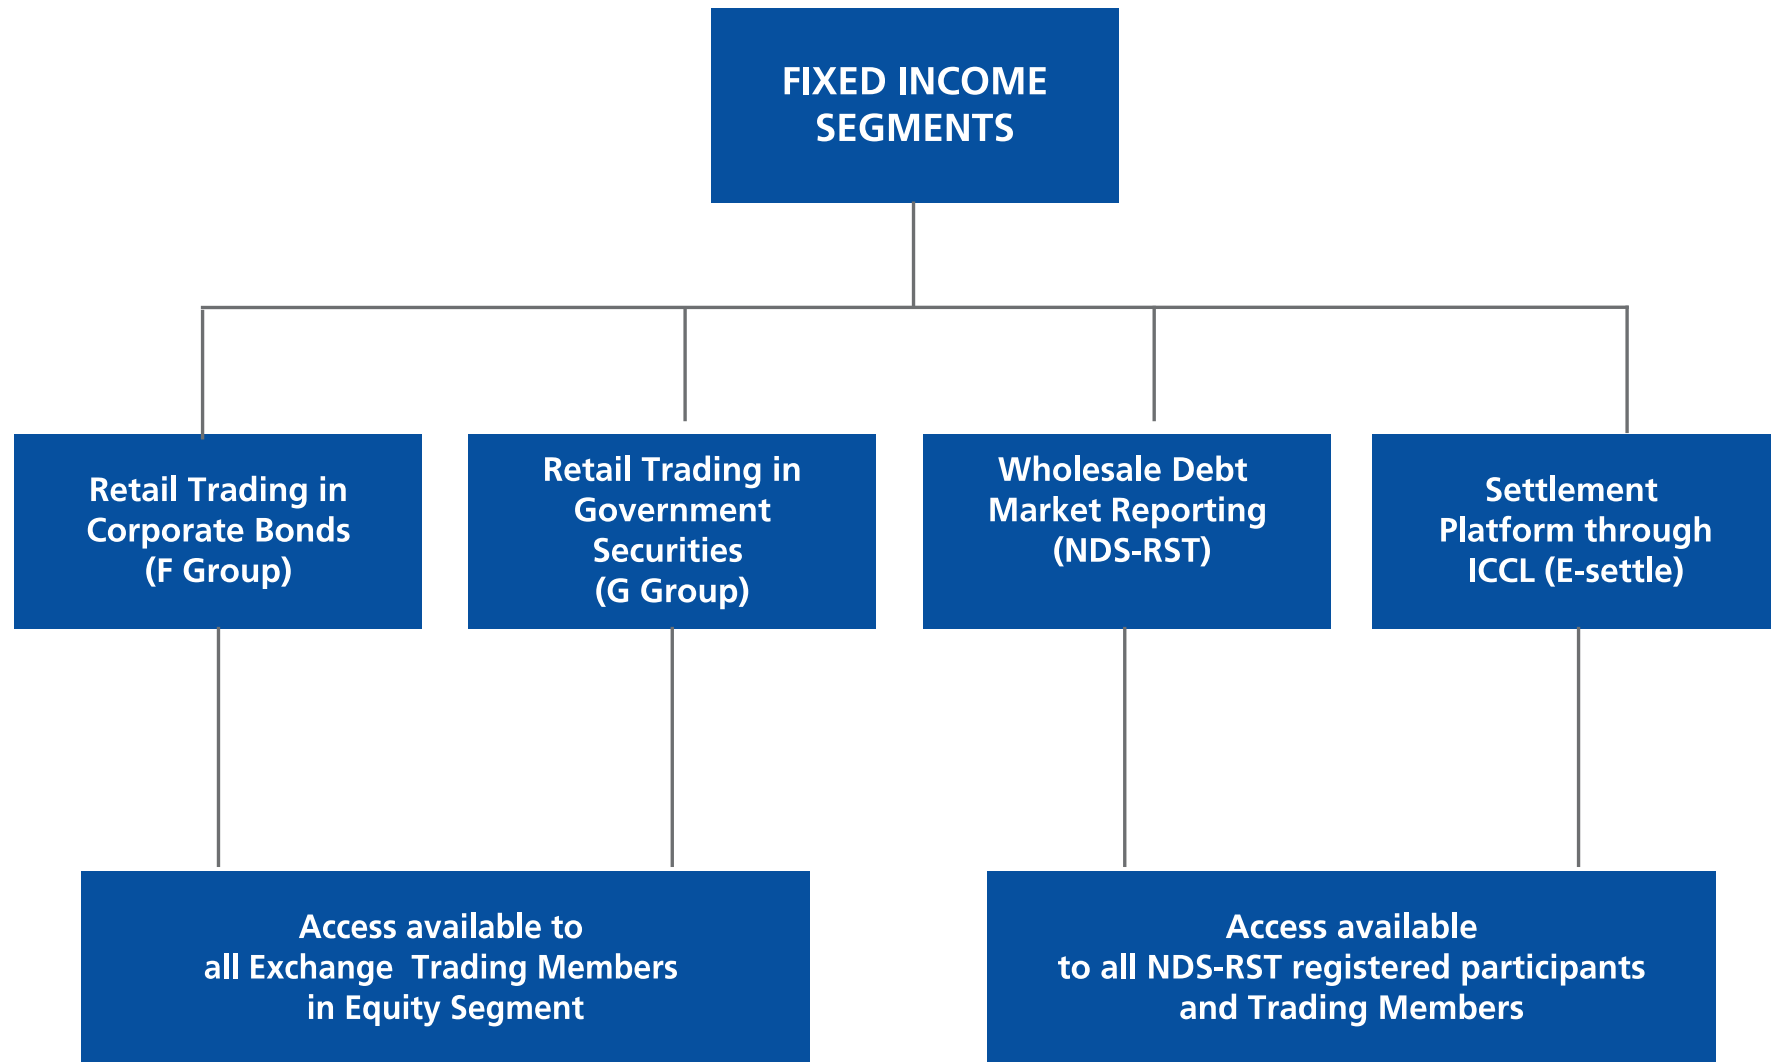 FIXED INCOME
SEGMENTS
Retail Trading in
Corporate Bonds
(F Group)
Retail Trading in
Government
Securities
(G Group)
Wholesale Debt
Market Reporting
(NDS-RST)
Settlement
Platform through
ICCL (E-settle)
Access available to
all Exchange Trading Members
in Equity Segment
Access available
to all NDS-RST registered participants
and Trading Members